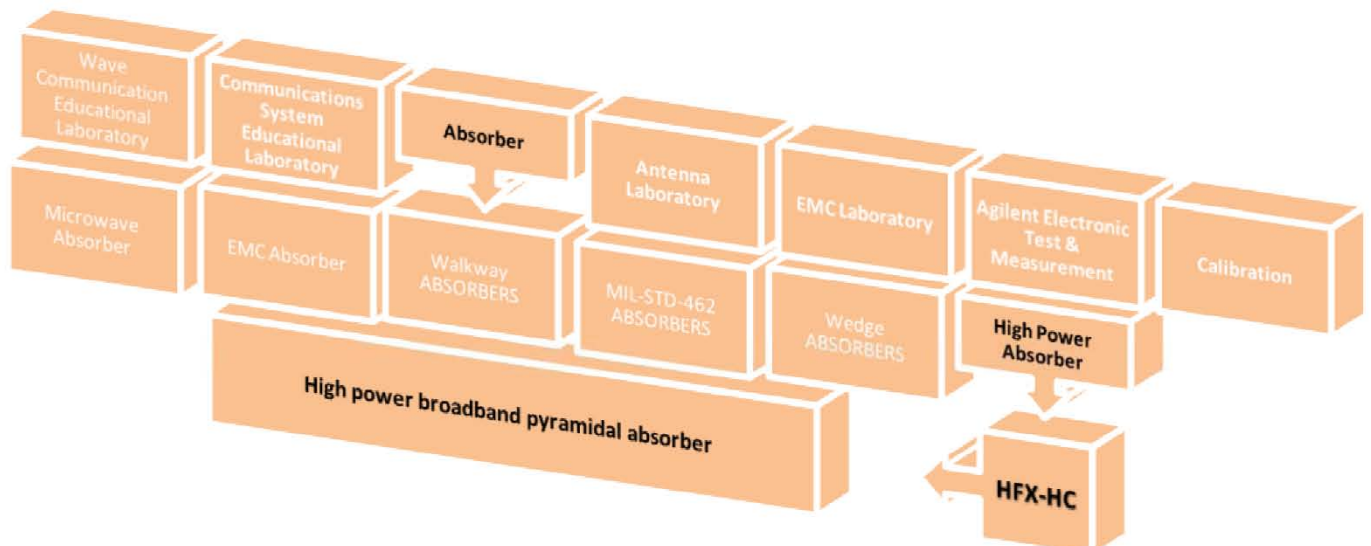 Wave
Communication
Educational
Laboratory
Communications
System
Educational
Laboratory
Absorber
Antenna
Laboratory
EMC Laboratory
Agilent Electronic
Test &
Measurement
Calibration
Microwave
Absorber
EMC Absorber
Walkway
ABSORBERS
MIL-STD-462
ABSORBERS
Wedge
ABSORBERS
High Power
Absorber
High power broadband pyramidal absorber
HFX-HC